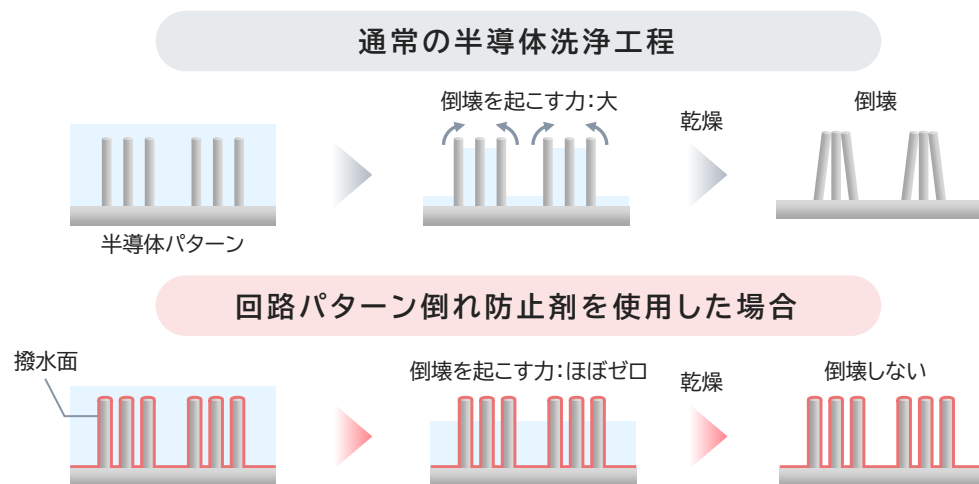 通常の半導体洗浄工程
倒壊を起こす力：大
乾燥
倒壊
半導体パターン
回路パターン倒れ防止剤を使用した場合
撥水面
倒壊を起こす力：ほぼゼロ
乾燥
倒壊しない